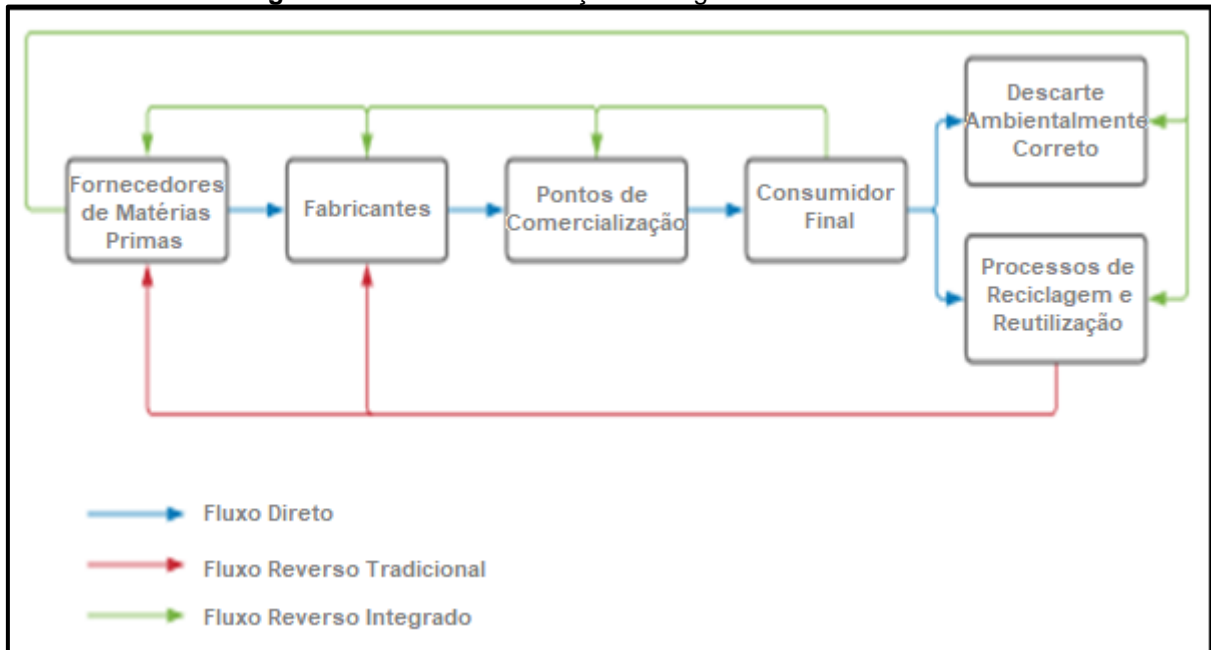 Descarte
Ambientalmente
Correto
Fornecedores
de Matérias
Primas
Fabricantes
Pontos de
Comercialização
Consumidor
Final
Processos de
Reciclagem e
Reutilização
Fluxo Direto
Fluxo Reverso Tradicional
Fluxo Reverso Integrado